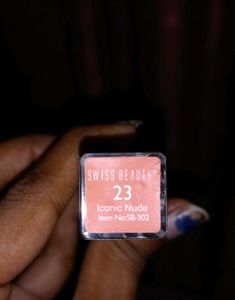 SWISS BEAUTY
23
Iconic Nude
Item No:SB-302